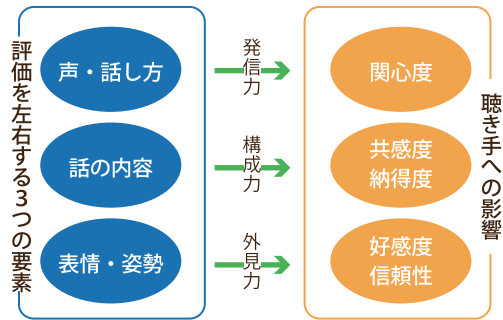 評価を左右する3つの要素
声・話し方
発信力
関心度
話の内容
構成力
共感度
納得度
表情・姿勢
外見力
好感度
信頼性
聴き手への影響